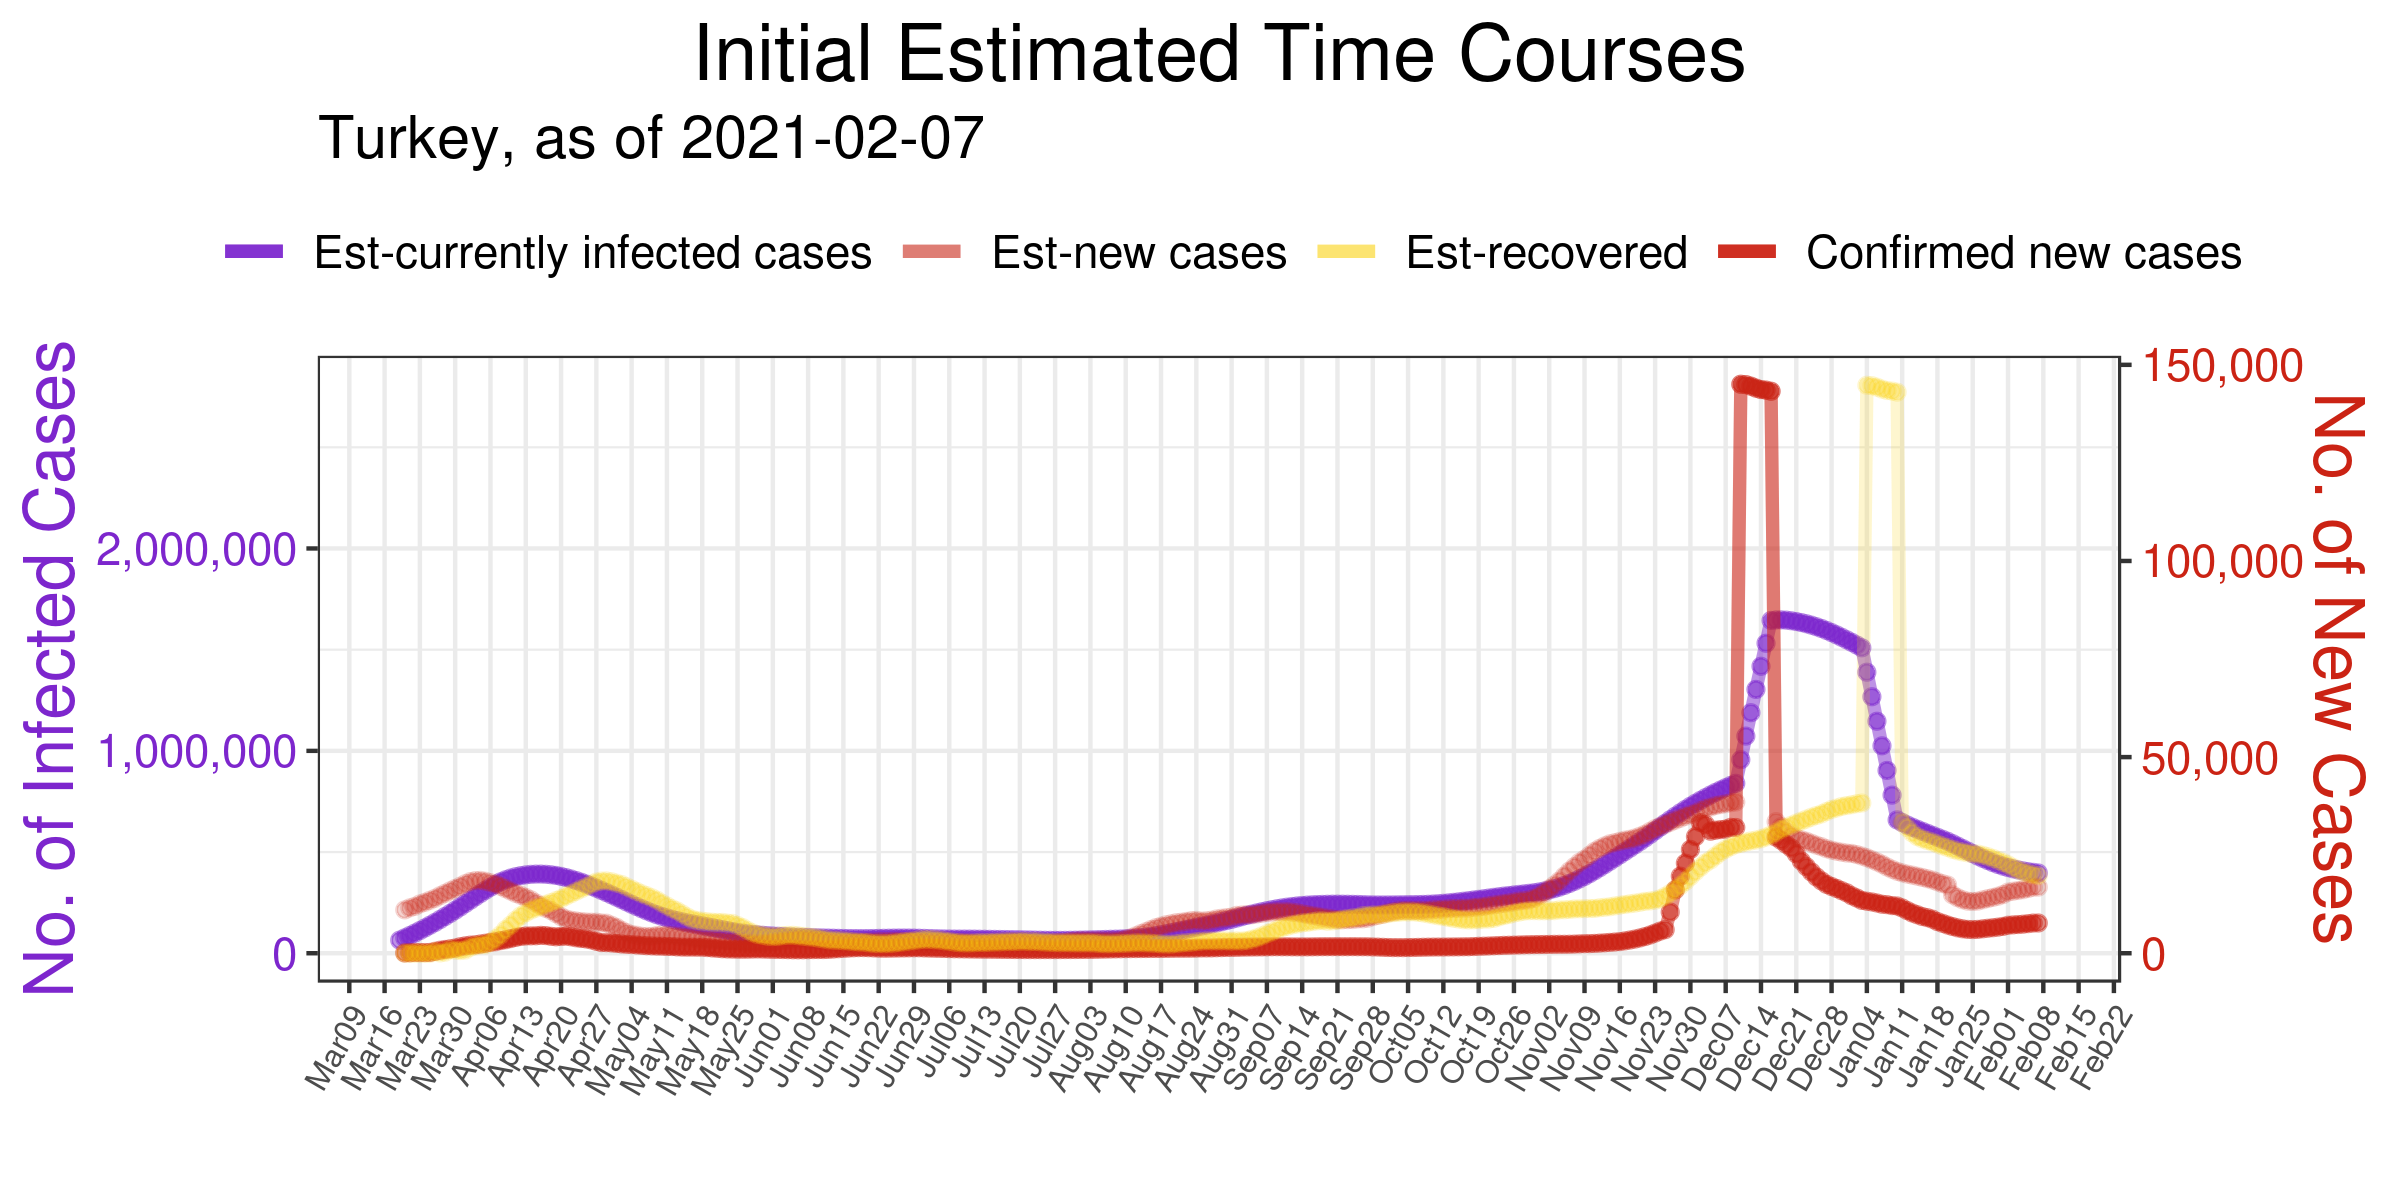 Initial Estimated Time Courses
Turkey, as of 2021-02-07
Est-currently infected cases
Est-new cases
Est-recovered
Confirmed new cases
No. of Infected Cases
2,000,000
1,000,000
0
150,000
100,000
50,000
0
No. of New Cases
Mar09
Mar16
Mar23
Mar30
Apr06
Apr13
Apr20
Apr27
May04
May11
May18
May25
Jun01
Jun08
Jun15
Jun22
Jun29
Jul06
Jul13
Jul20
Jul27
Aug03
Aug10
Aug17
Aug24
Aug31
Sep07
Sep14
Sep21
Sep28
Oct05
Oct12
Oct19
Oct26
Nov02
Nov09
Nov16
Nov23
Nov30
Dec07
Dec14
Dec21
Dec28
Jan04
Jan11
Jan18
Jan25
Feb01
Feb08
Feb15
Feb22